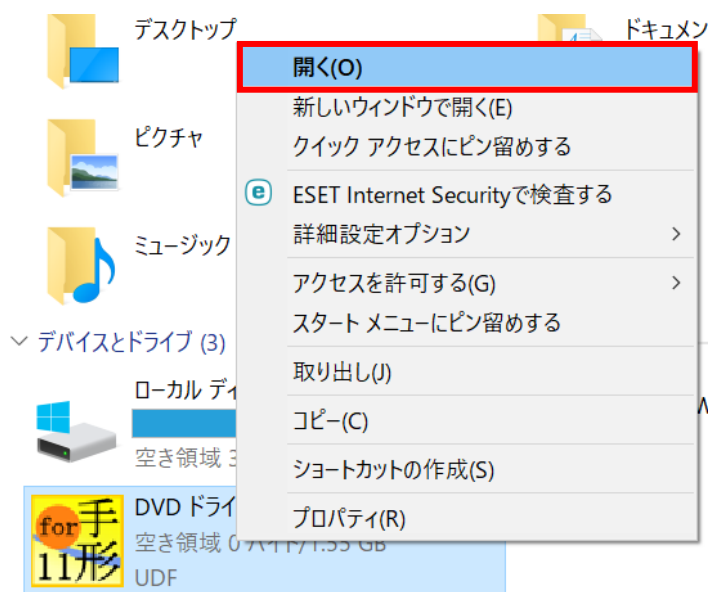 デスクトップ
ドキュメン
開く(O)
新しいウィンドウで開く(E)
ピクチャ
クイック アクセスにピン留めする
ESET Internet Securityで検査する
詳細設定オプション
ミュージック
アクセスを許可する(G)
スタート メニューにピン留めする
デバイスとドライブ (3)
取り出し(J)
ローカル ディ
コピー(C)
空き領域 3
ショートカットの作成(S)
DVD ドライ
プロパティ(R)
空き領域 0 バイト/1.55 GB
UDF
for 手形
11